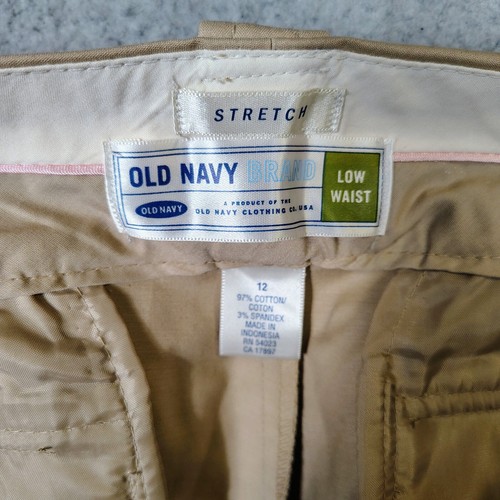 STRETCH
OLD NAVY BRAND
LOW
WAIST
A PRODUCT OF THE
OLD NAVY
OLD NAVY CLOTHING CO. USA
12
97% COTTON/
COTON
3% SPANDEX
MADE IN
INDONESIA
RN 54023
CA 17897